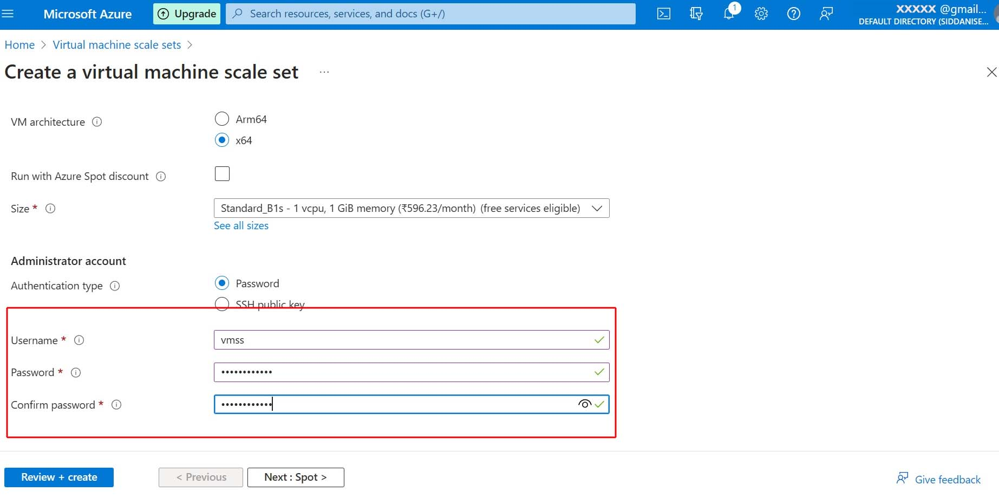 Microsoft Azure
Upgrade
Search resources, services, and docs (G+/)
1
XXXXX @gmail...
DEFAULT DIRECTORY (SIDDANISE...
Home > Virtual machine scale sets >
Create a virtual machine scale set ...
VM architecture
Arm64
x64
Run with Azure Spot discount
Size *
Standard_B1s - 1 vcpu, 1 GiB memory (₹596.23/month) (free services eligible)
See all sizes
Administrator account
Authentication type
Password
SSH public key
Username *
vmss
Password *
••••••••••••
Confirm password *
••••••••••••
Review + create
< Previous
Next : Spot >
Give feedback